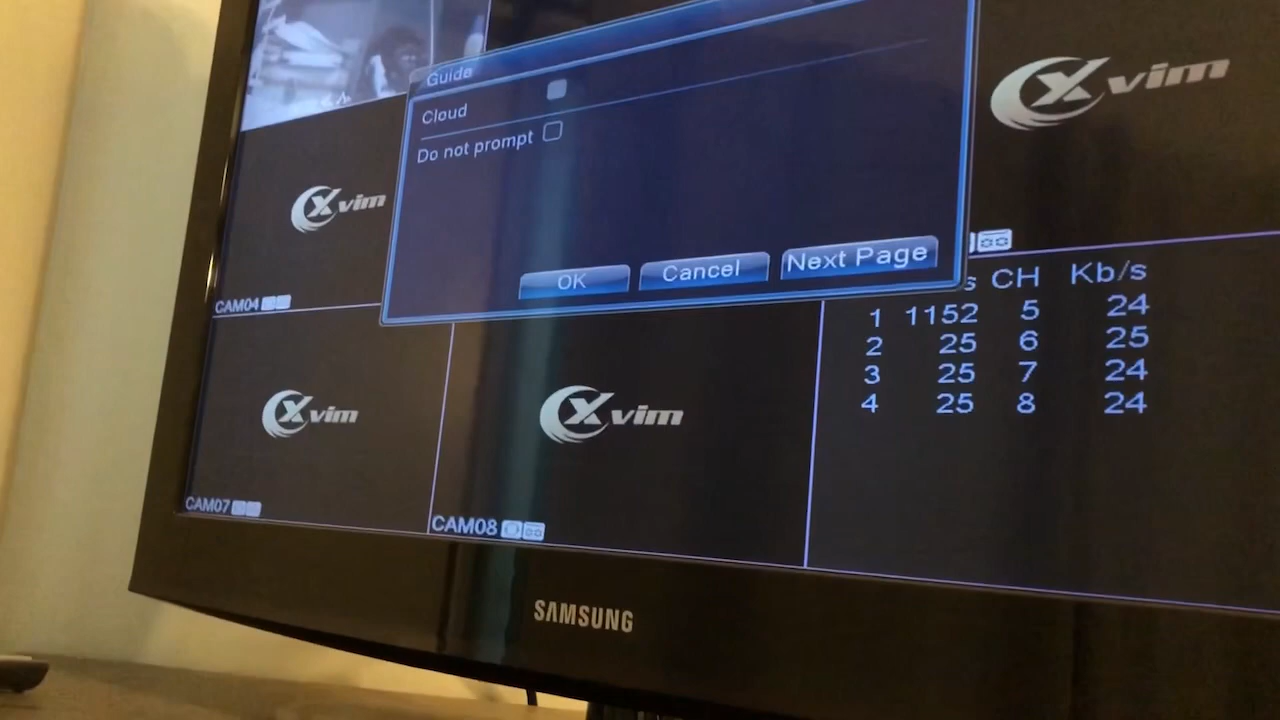 Guide
Cloud
Do not prompt
OK
Cancel
Next Page
Xvim
Xvim
CAM04
s CH Kb/s
1 1152 5 24
2 25 6 25
3 25 7 24
4 25 8 24
Xvim
Xvim
CAM07
CAM08
SAMSUNG